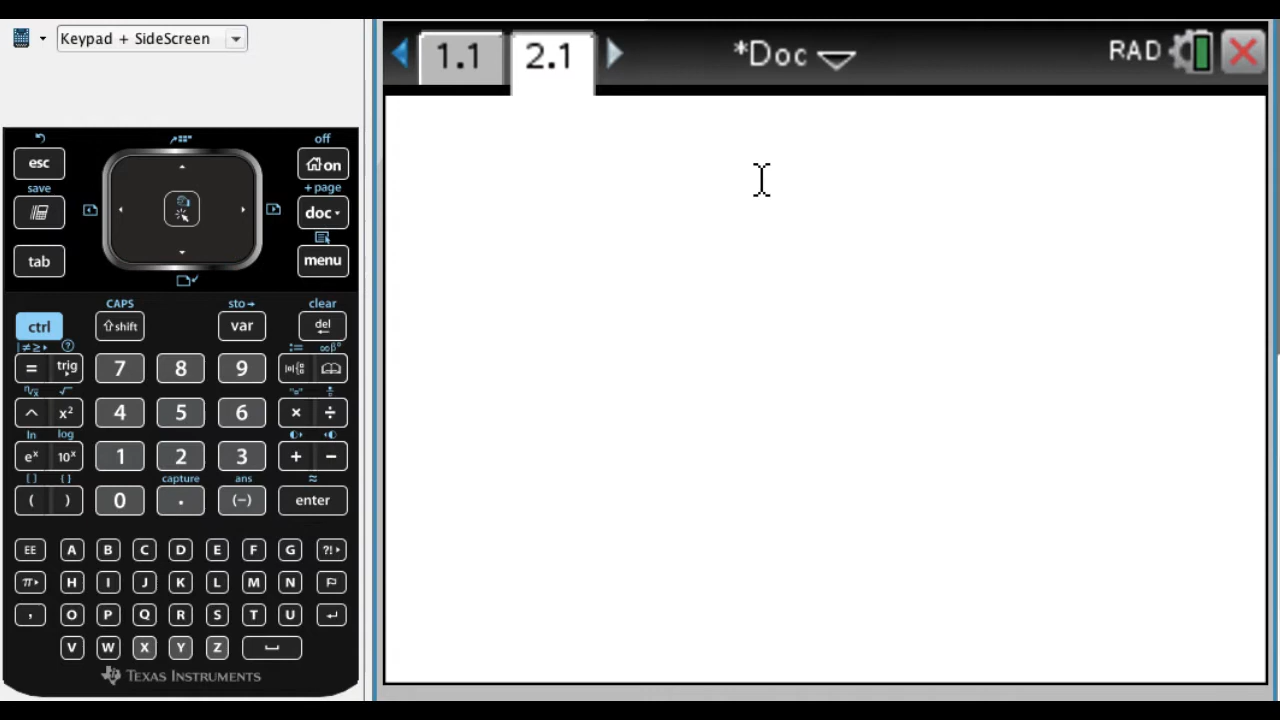 Keypad + SideScreen
1.1 2.1 *Doc RAD
off
esc on
save + page
doc
tab menu
CAPS sto→ clear
ctrl ⇧shift var del
|≠≥▸ ? := ∞β°
= trig 7 8 9 |□|{
ⁿ√x √ "≡"
^ x² 4 5 6 × ÷
ln log
eˣ 10ˣ 1 2 3 + −
[ ] { } capture ans ≈
( ) 0 . (−) enter
EE A B C D E F G ?!▸
π▸ H I J K L M N
, O P Q R S T U ↵
V W X Y Z
TEXAS INSTRUMENTS